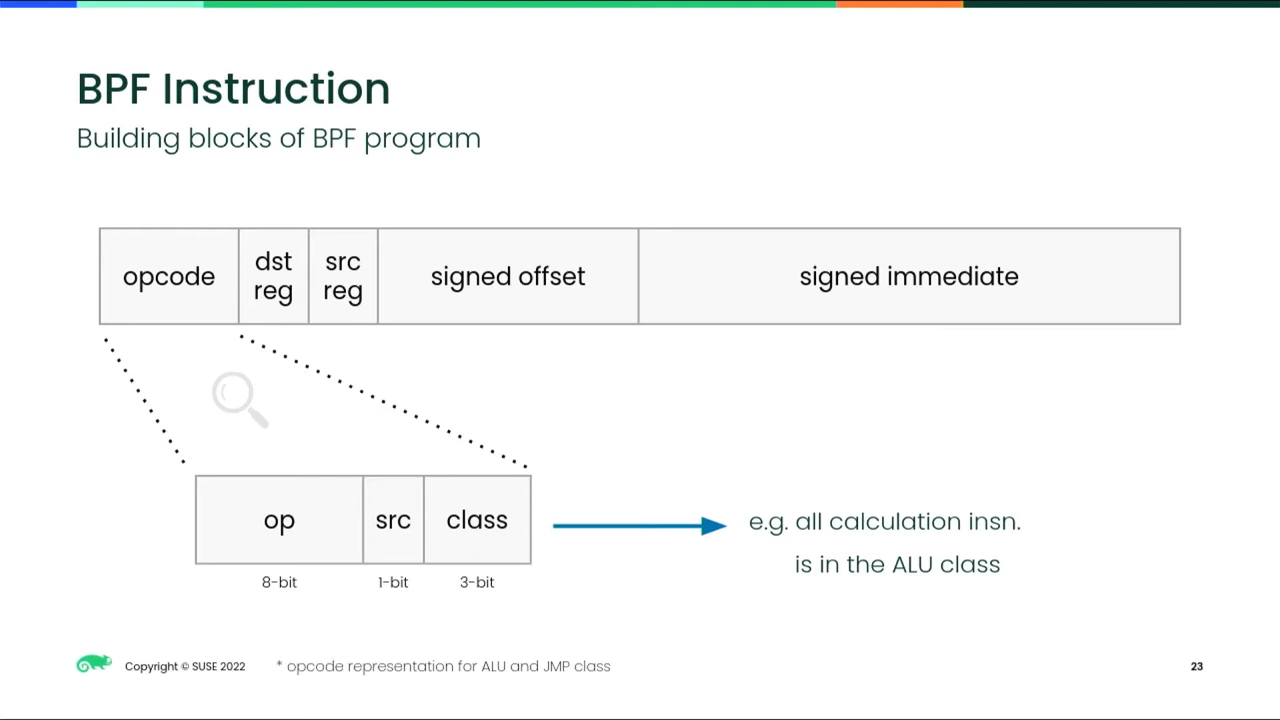 BPF Instruction
Building blocks of BPF program
opcode
dst
reg
src
reg
signed offset
signed immediate
op
src
class
8-bit
1-bit
3-bit
e.g. all calculation insn.
is in the ALU class
Copyright © SUSE 2022
* opcode representation for ALU and JMP class
23